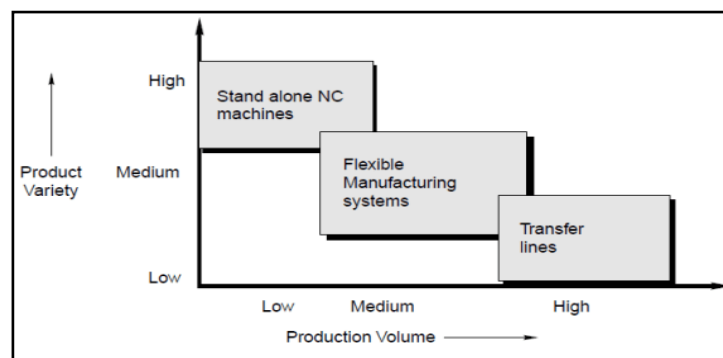 High
Stand alone NC
machines
Product
Variety
Medium
Flexible
Manufacturing
systems
Transfer
lines
Low
Low
Medium
High
Production Volume